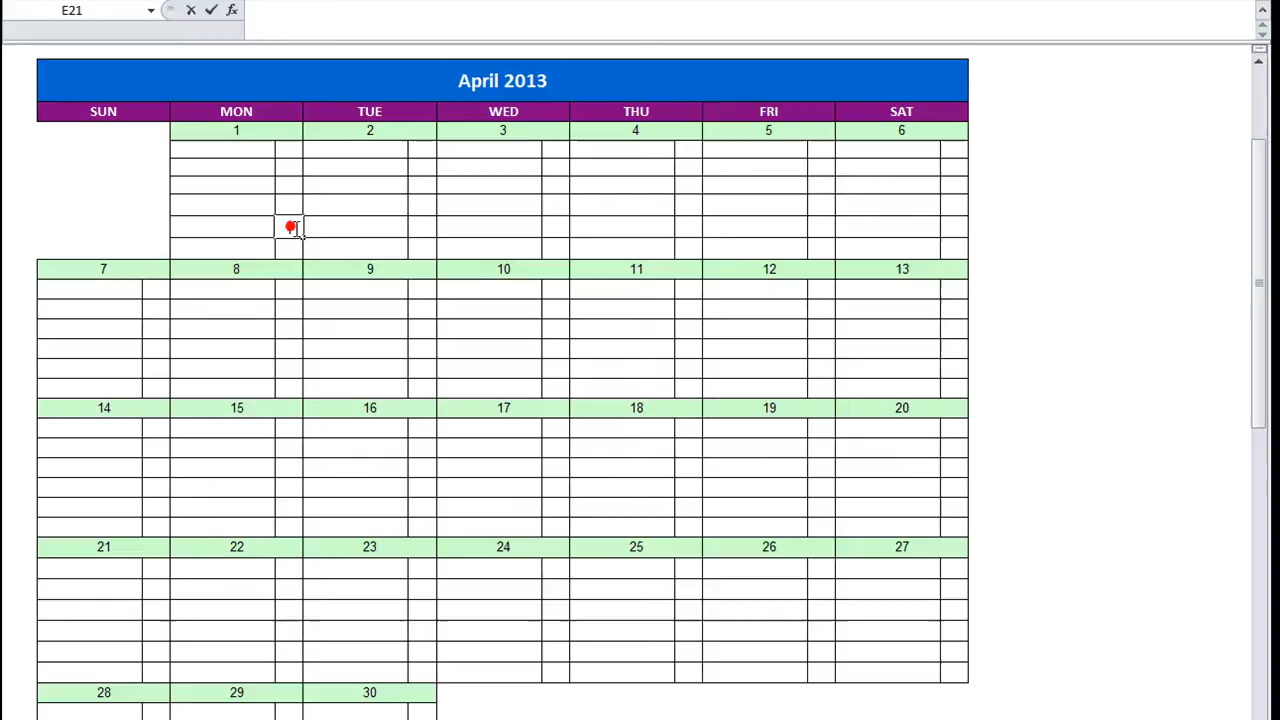 E21
fx
April 2013
SUN MON TUE WED THU FRI SAT
1 2 3 4 5 6
7 8 9 10 11 12 13
14 15 16 17 18 19 20
21 22 23 24 25 26 27
28 29 30